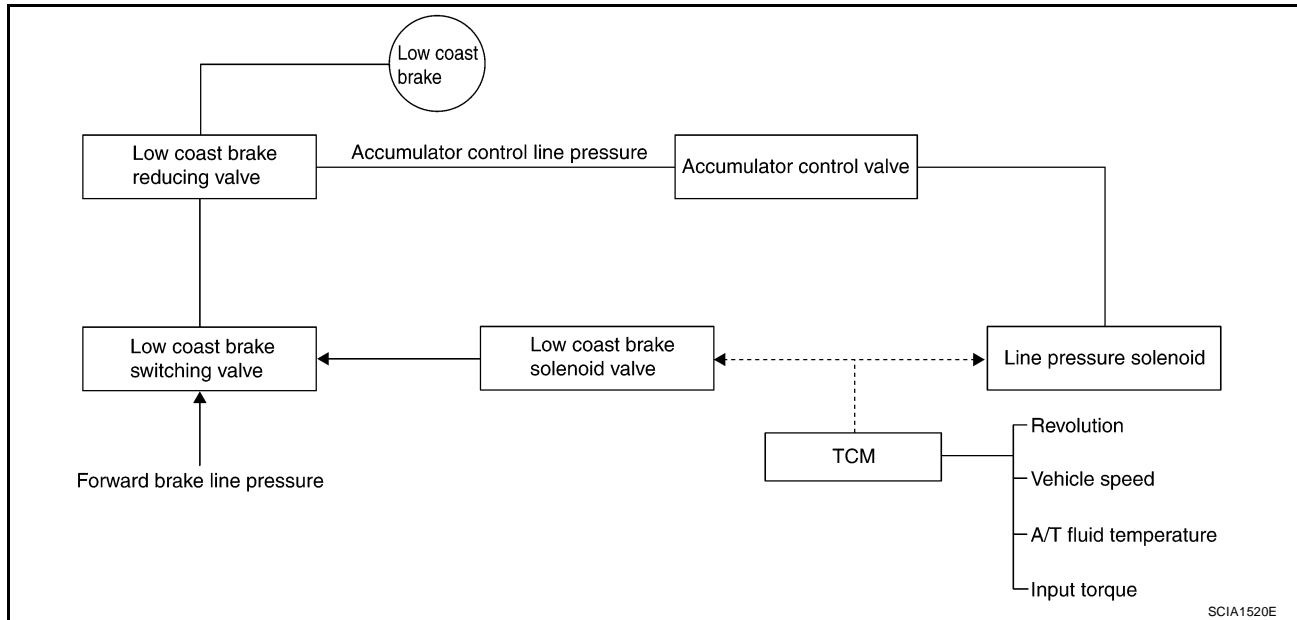 Low coast
brake
Low coast brake
reducing valve
Accumulator control line pressure
Accumulator control valve
Low coast brake
switching valve
Low coast brake
solenoid valve
Line pressure solenoid
TCM
Revolution
Vehicle speed
A/T fluid temperature
Input torque
Forward brake line pressure
SCIA1520E